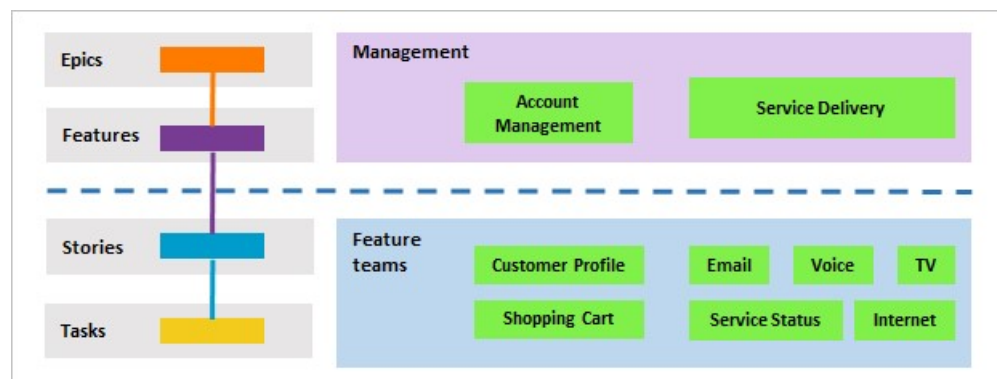 Epics
Features
Stories
Tasks
Management
Account
Management
Service Delivery
Feature
teams
Customer Profile
Email
Voice
TV
Shopping Cart
Service Status
Internet